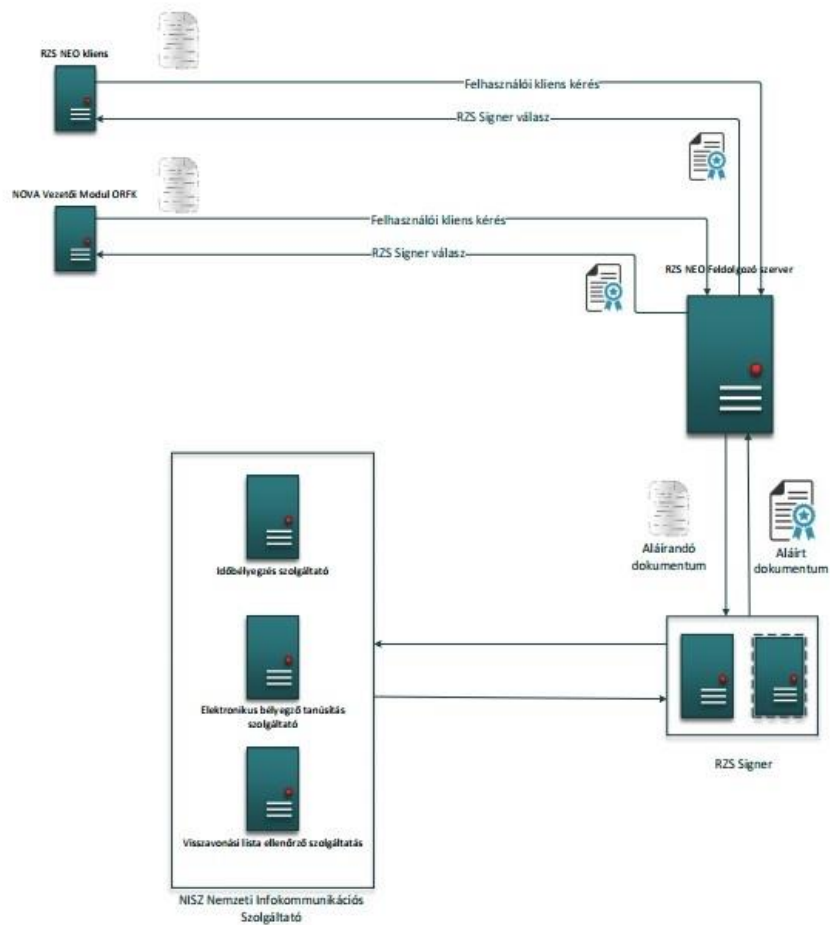 RZS NEO kliens
Felhasználói kliens kérés
RZS Signer válasz
NOVA Vezetői Modul ORFK
Felhasználói kliens kérés
RZS Signer válasz
RZS NEO Feldolgozó szerver
Aláírandó
dokumentum
Aláírt
dokumentum
Időbélyegzés szolgáltató
Elektronikus bélyegző tanúsítás
szolgáltató
Visszavonási lista ellenőrző szolgáltatás
RZS Signer
NISZ Nemzeti Infokommunikációs
Szolgáltató